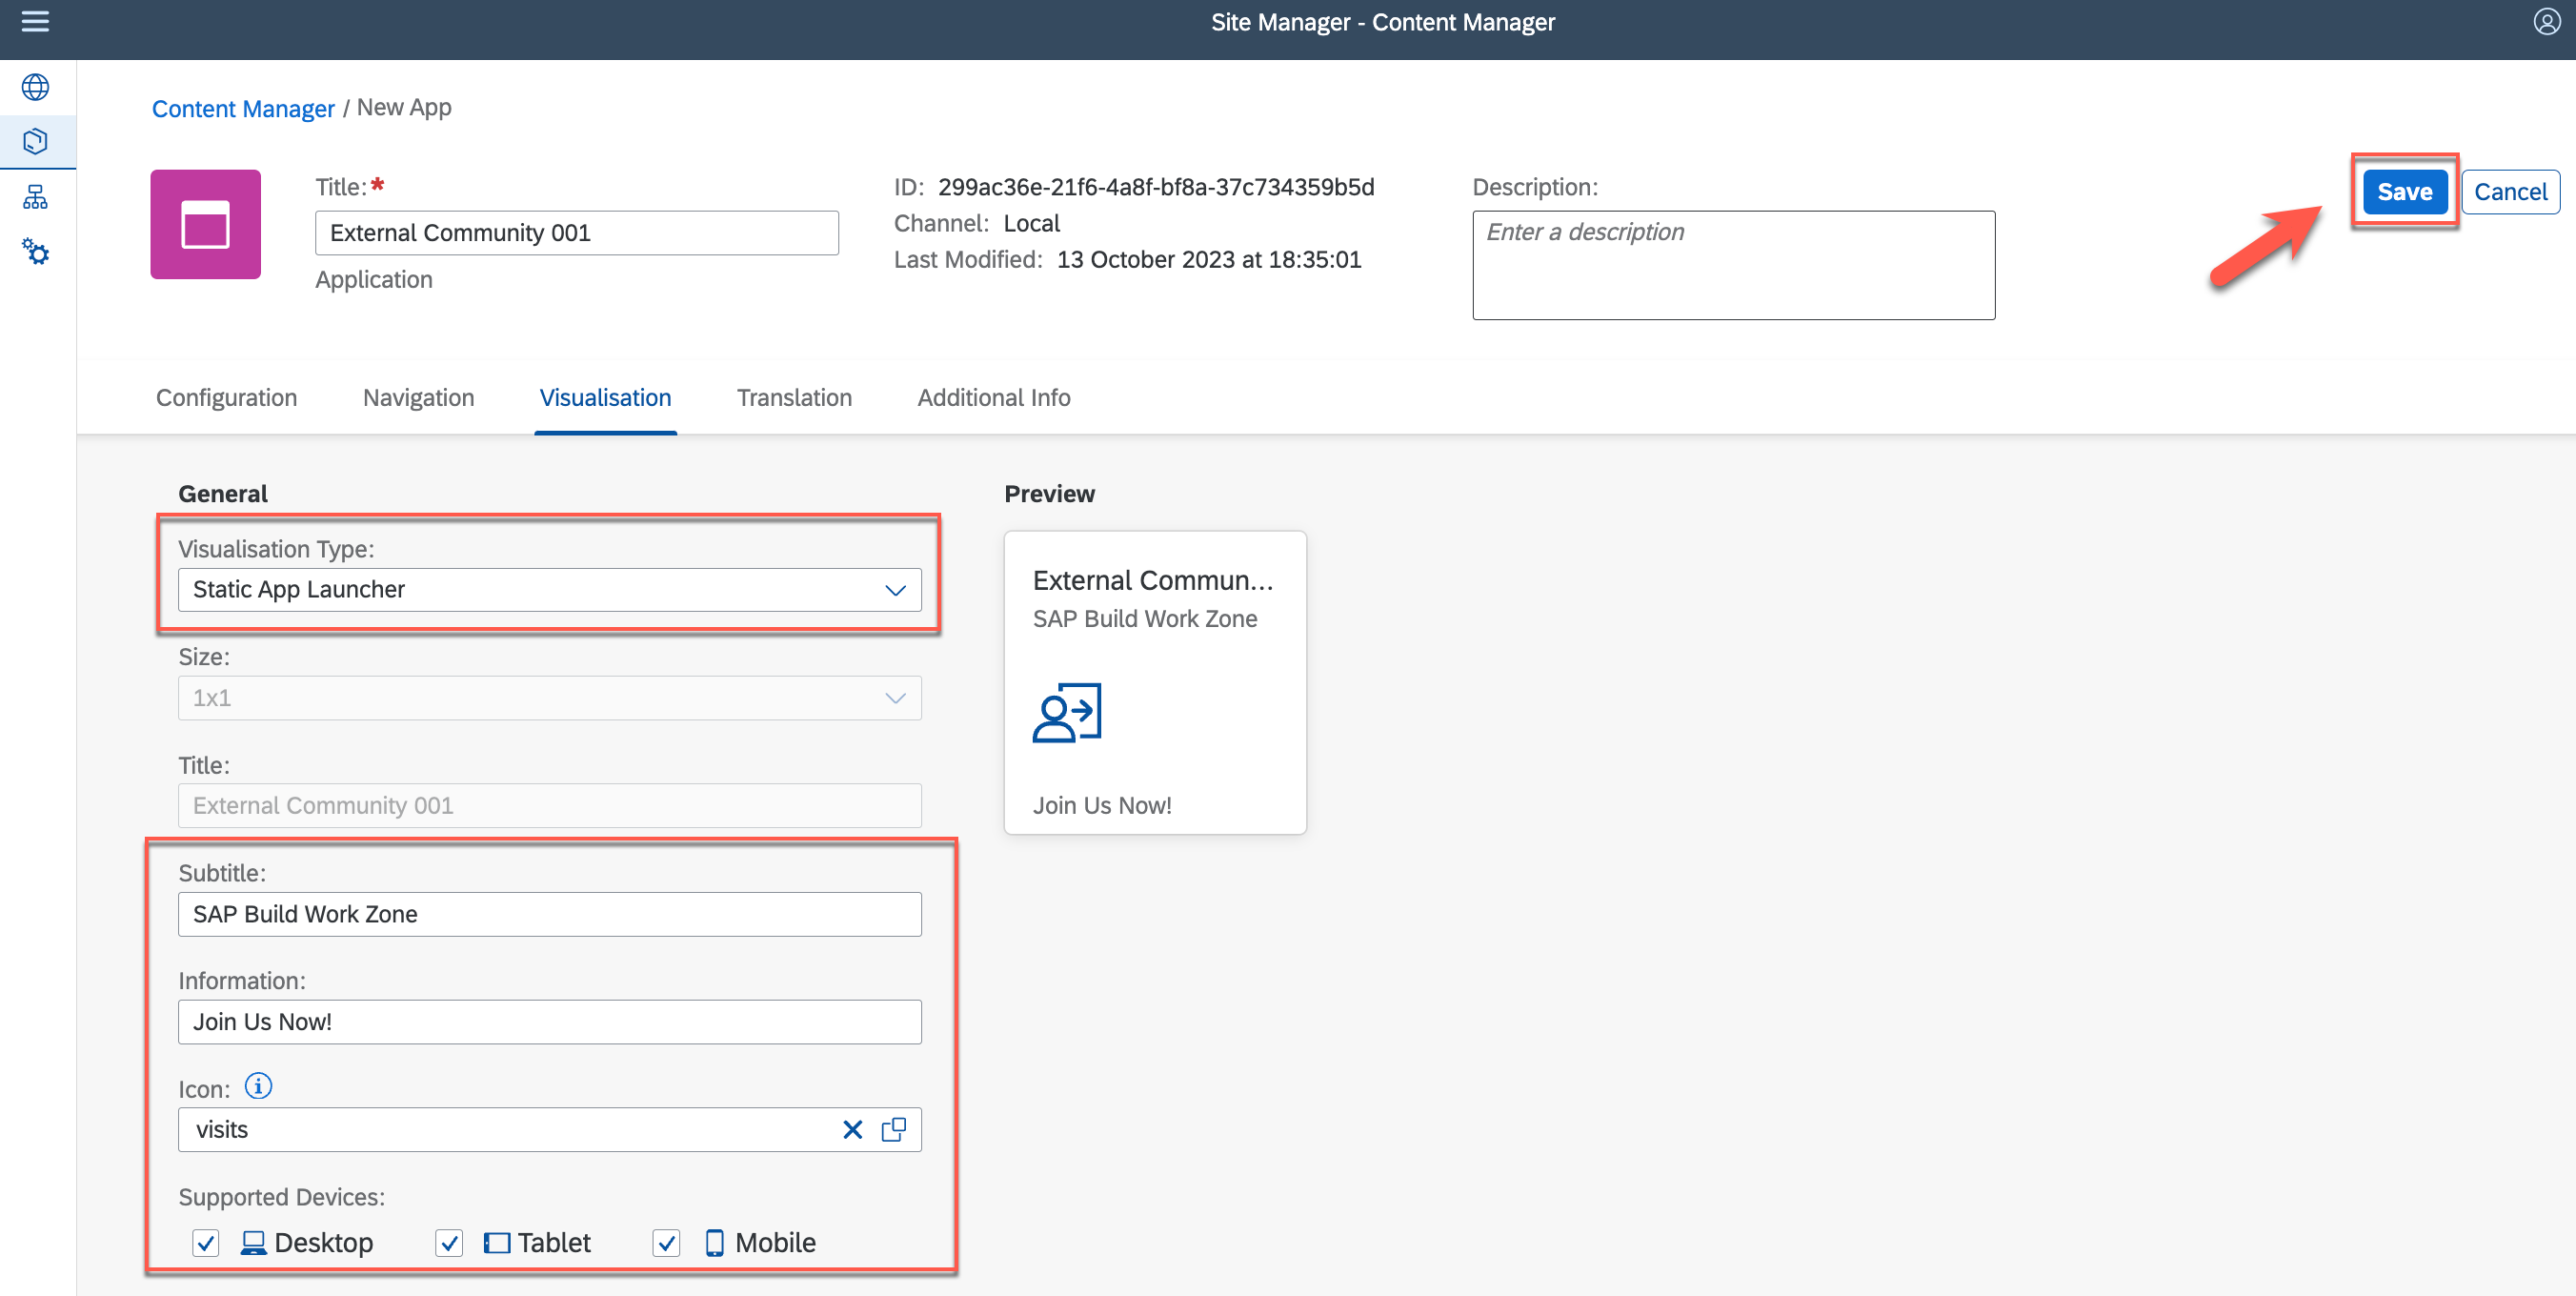 Site Manager - Content Manager
Content Manager / New App
Title:*
External Community 001
Application
ID: 299ac36e-21f6-4a8f-bf8a-37c734359b5d
Channel: Local
Last Modified: 13 October 2023 at 18:35:01
Description:
Enter a description
Save
Cancel
Configuration
Navigation
Visualisation
Translation
Additional Info
General
Visualisation Type:
Static App Launcher
Size:
1x1
Title:
External Community 001
Subtitle:
SAP Build Work Zone
Information:
Join Us Now!
Icon:
visits
Supported Devices:
Desktop
Tablet
Mobile
Preview
External Commun...
SAP Build Work Zone
Join Us Now!